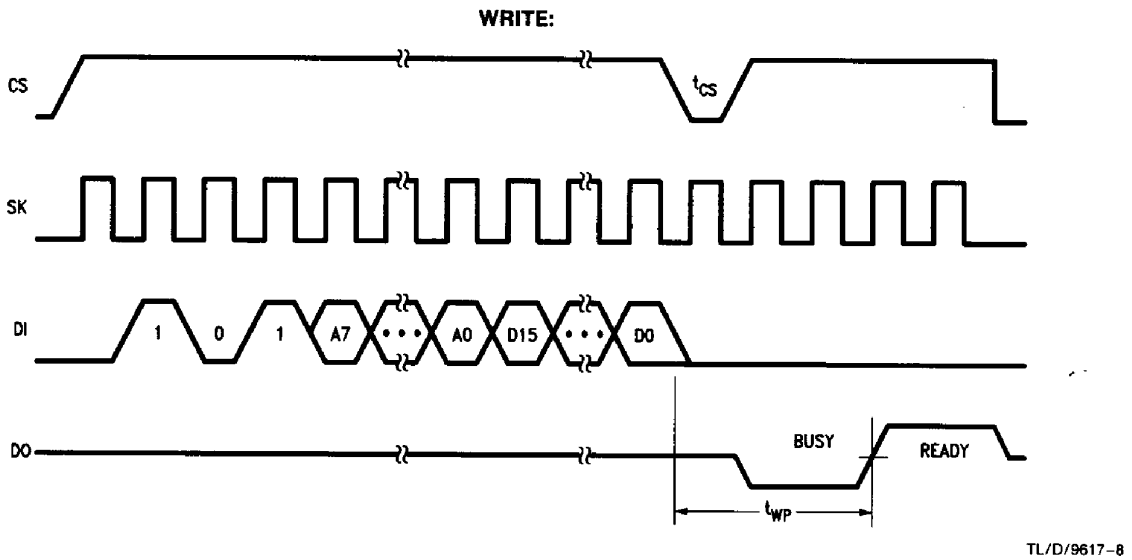 WRITE:
CS
tCS
SK
DI
1 0 1 A7 • • • A0 D15 • • • D0
DO
BUSY
READY
tWP
TL/D/9617–8